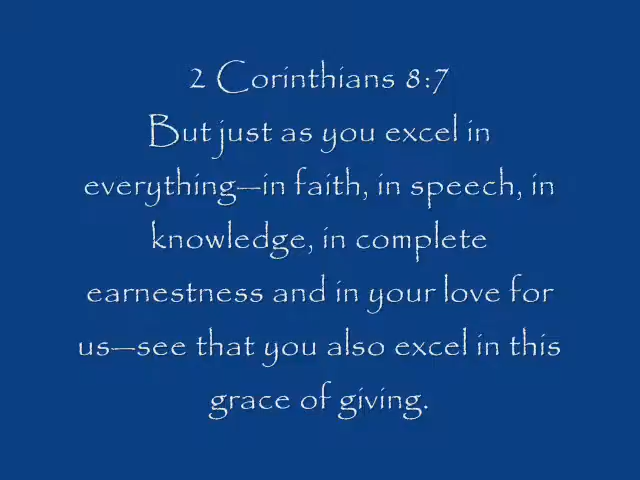 2 Corinthians 8:7
But just as you excel in
everything—in faith, in speech, in
knowledge, in complete
earnestness and in your love for
us—see that you also excel in this
grace of giving.